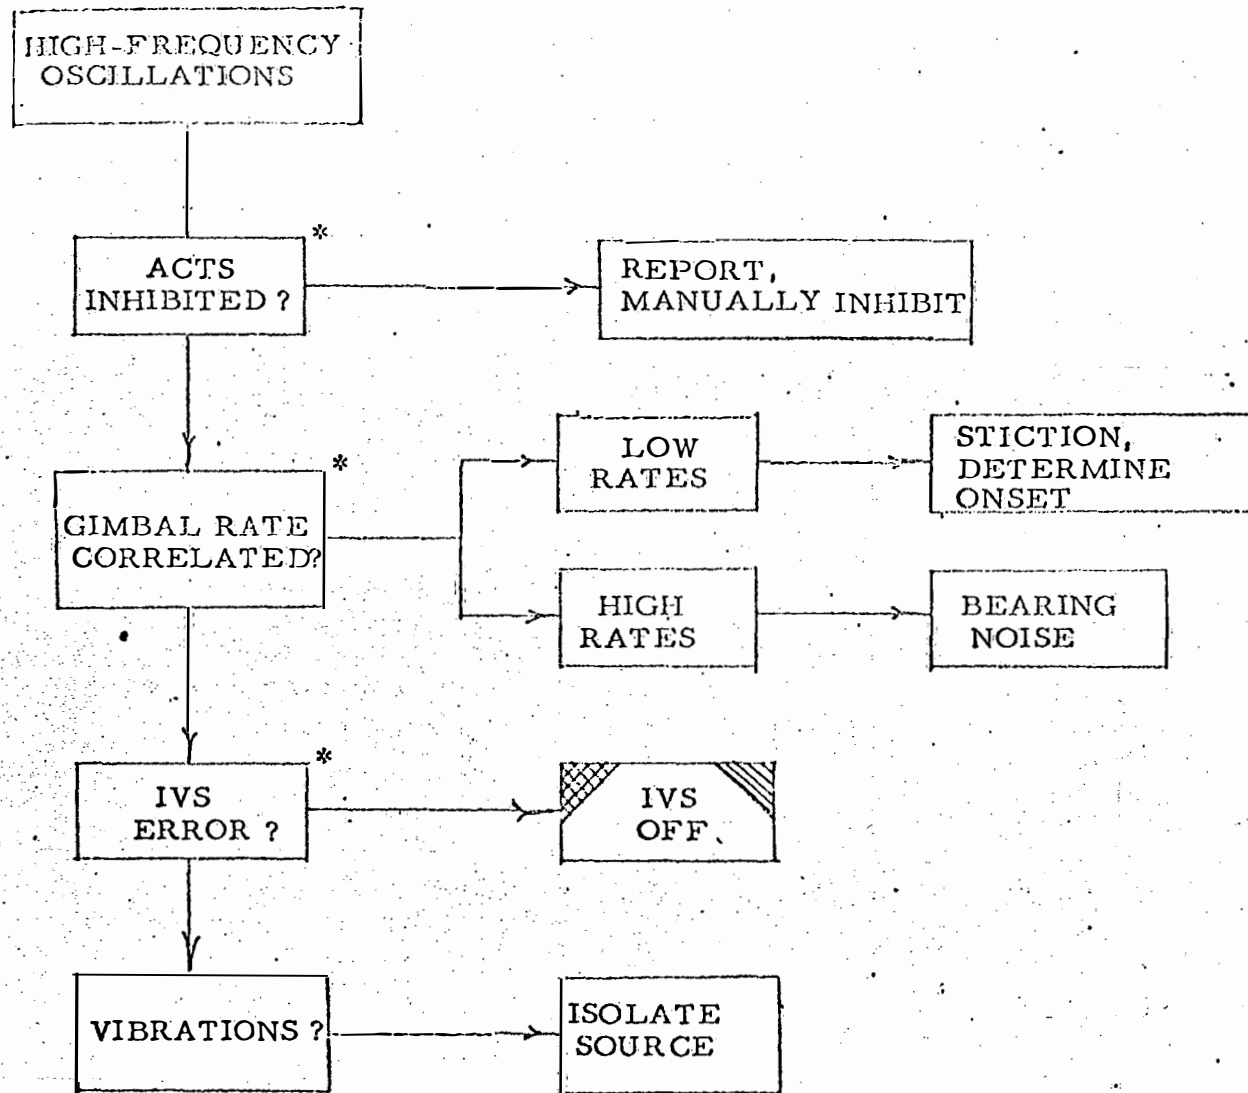 HIGH-FREQUENCY
OSCILLATIONS
*
ACTS
INHIBITED ?
REPORT,
MANUALLY INHIBIT
*
GIMBAL RATE
CORRELATED?
LOW
RATES
STICTION,
DETERMINE
ONSET
HIGH
RATES
BEARING
NOISE
*
IVS
ERROR ?
IVS
OFF
VIBRATIONS ?
ISOLATE
SOURCE